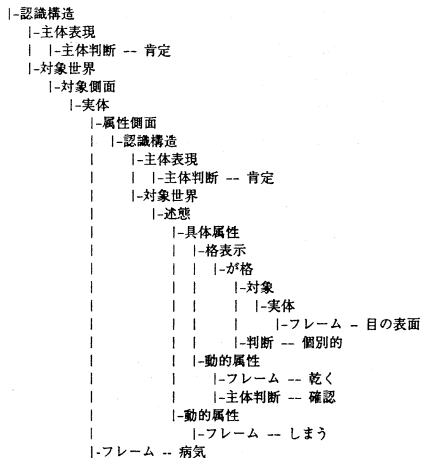 |-認識構造
|-主体表現
| |-主体判断 -- 肯定
|-対象世界
|-対象側面
|-実体
|-属性側面
| |-認識構造
| |-主体表現
| | |-主体判断 -- 肯定
| |-対象世界
| |-述態
| |-具体属性
| | |-格表示
| | | |-が格
| | | |-対象
| | | | |-実体
| | | | |-フレーム - 目の表面
| | | |-判断 -- 個別的
| | |-動的属性
| | |-フレーム -- 乾く
| | |-主体判断 -- 確認
| |-動的属性
| |-フレーム -- しまう
|-フレーム -- 病気